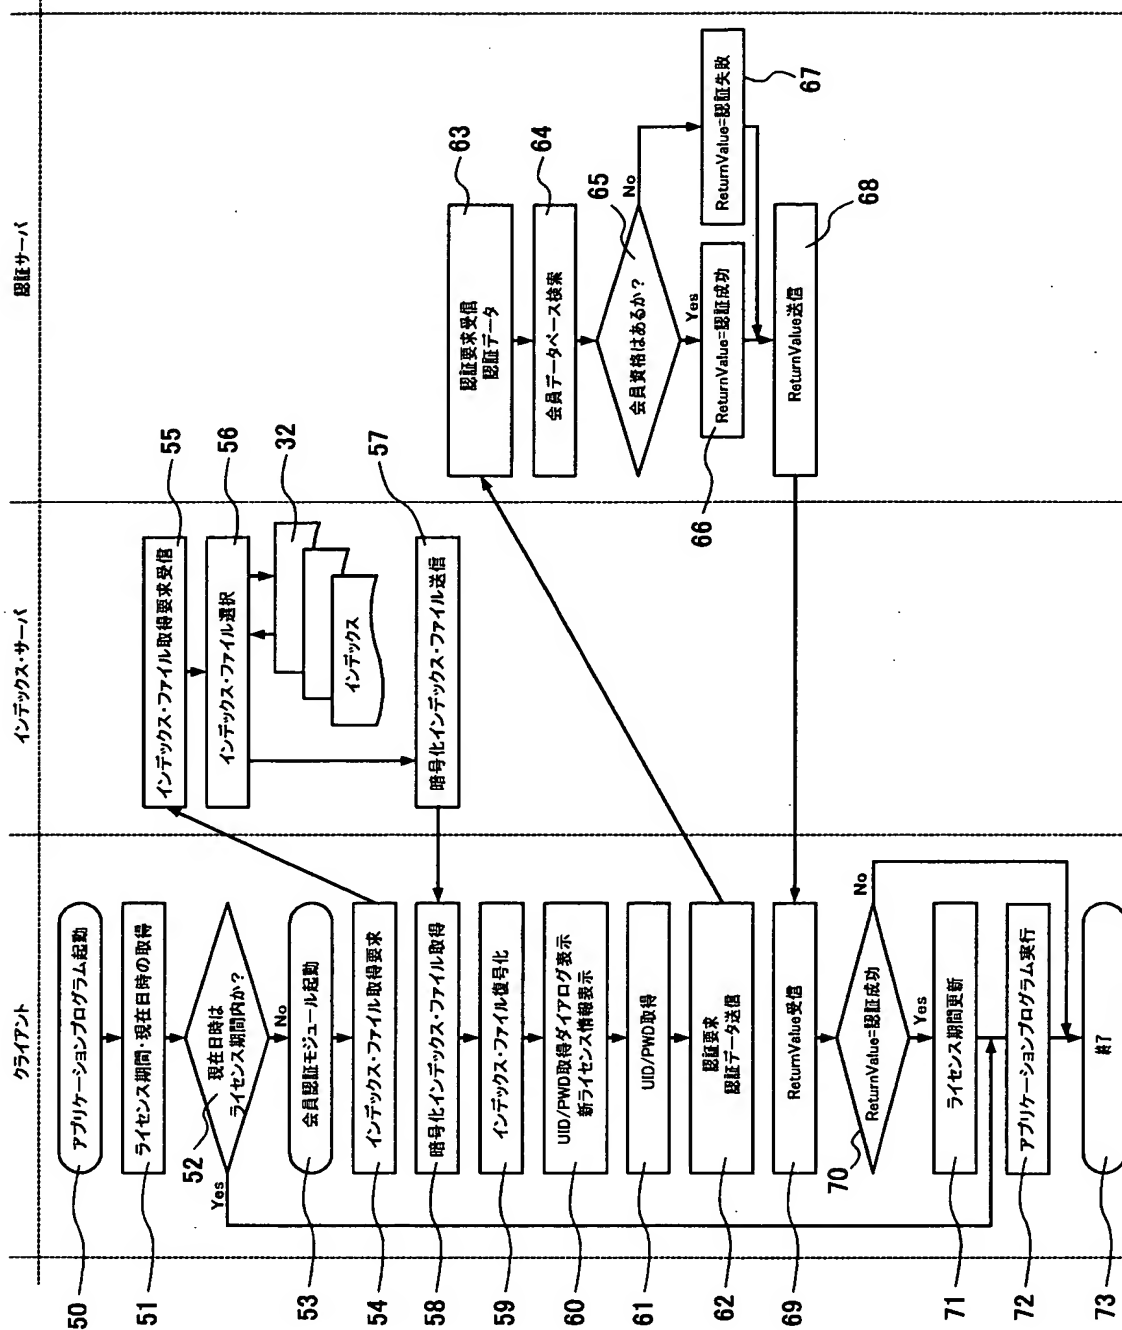 クライアント
インデックス・サーバ
認証サーバ
アプリケーションプログラム起動
50
ライセンス期間・現在日時の取得
51
現在日時は
ライセンス期間内か？
52
Yes
No
会員認証モジュール起動
53
インデックス・ファイル取得要求
54
インデックス・ファイル取得要求受信
55
インデックス・ファイル選択
56
32
インデックス
暗号化インデックス・ファイル送信
57
暗号化インデックス・ファイル取得
58
インデックス・ファイル復号化
59
UID/PWD取得ダイアログ表示
新ライセンス情報表示
60
UID/PWD取得
61
認証要求
認証データ送信
62
認証要求受信
認証データ
63
会員データベース検索
64
会員資格はあるか？
65
Yes
No
ReturnValue=認証成功
66
ReturnValue=認証失敗
67
ReturnValue送信
68
ReturnValue受信
69
ReturnValue=認証成功
70
Yes
No
ライセンス期間更新
71
アプリケーションプログラム実行
72
終了
73